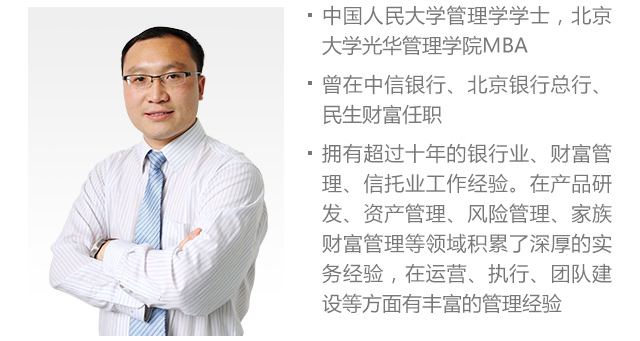 ▪ 中国人民大学管理学学士，北京
大学光华管理学院MBA
▪ 曾在中信银行、北京银行总行、
民生财富任职
▪ 拥有超过十年的银行业、财富管
理、信托业工作经验。在产品研
发、资产管理、风险管理、家族
财富管理等领域积累了深厚的实
务经验，在运营、执行、团队建
设等方面有丰富的管理经验